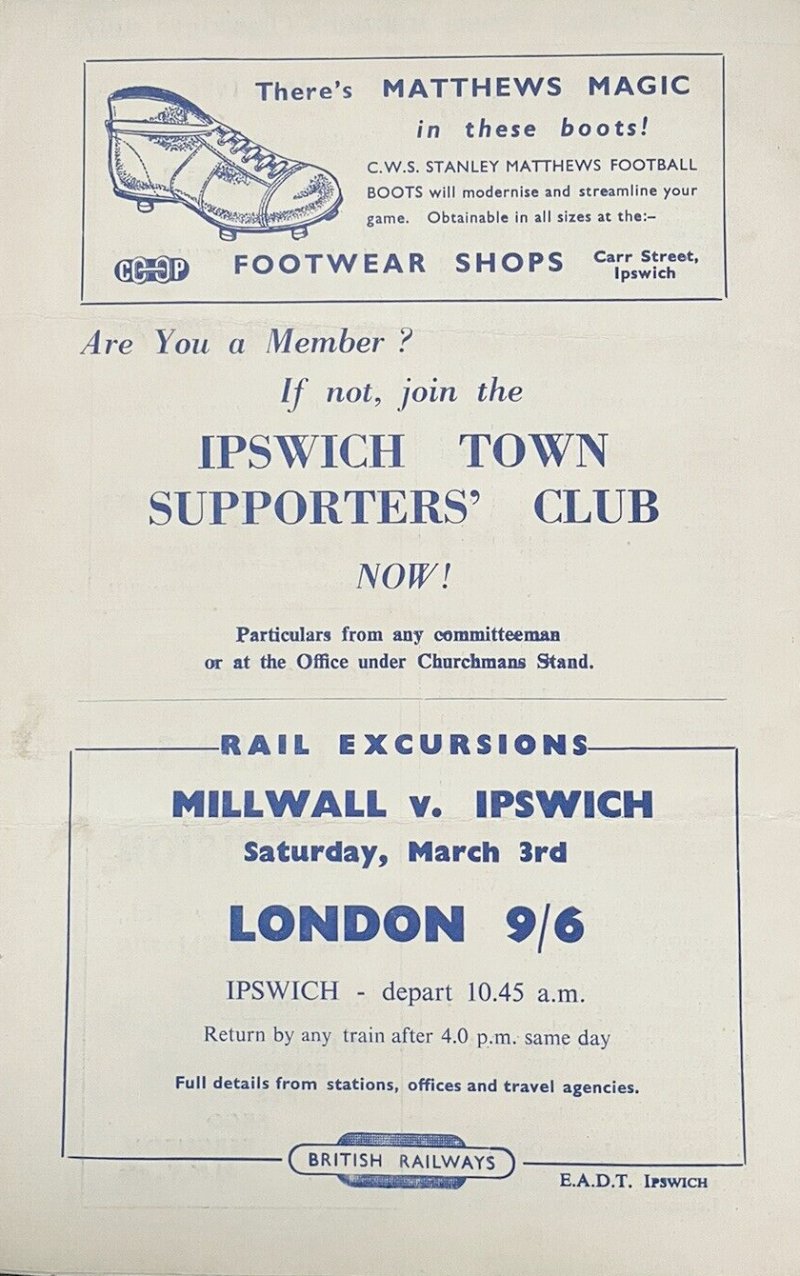 There's MATTHEWS MAGIC
in these boots!
C.W.S. STANLEY MATTHEWS FOOTBALL
BOOTS will modernise and streamline your
game. Obtainable in all sizes at the:–
CO-OP FOOTWEAR SHOPS Carr Street,
Ipswich
Are You a Member ?
If not, join the
IPSWICH TOWN
SUPPORTERS' CLUB
NOW!
Particulars from any committeeman
or at the Office under Churchmans Stand.
RAIL EXCURSIONS
MILLWALL v. IPSWICH
Saturday, March 3rd
LONDON 9/6
IPSWICH - depart 10.45 a.m.
Return by any train after 4.0 p.m. same day
Full details from stations, offices and travel agencies.
BRITISH RAILWAYS
E.A.D.T. IPSWICH